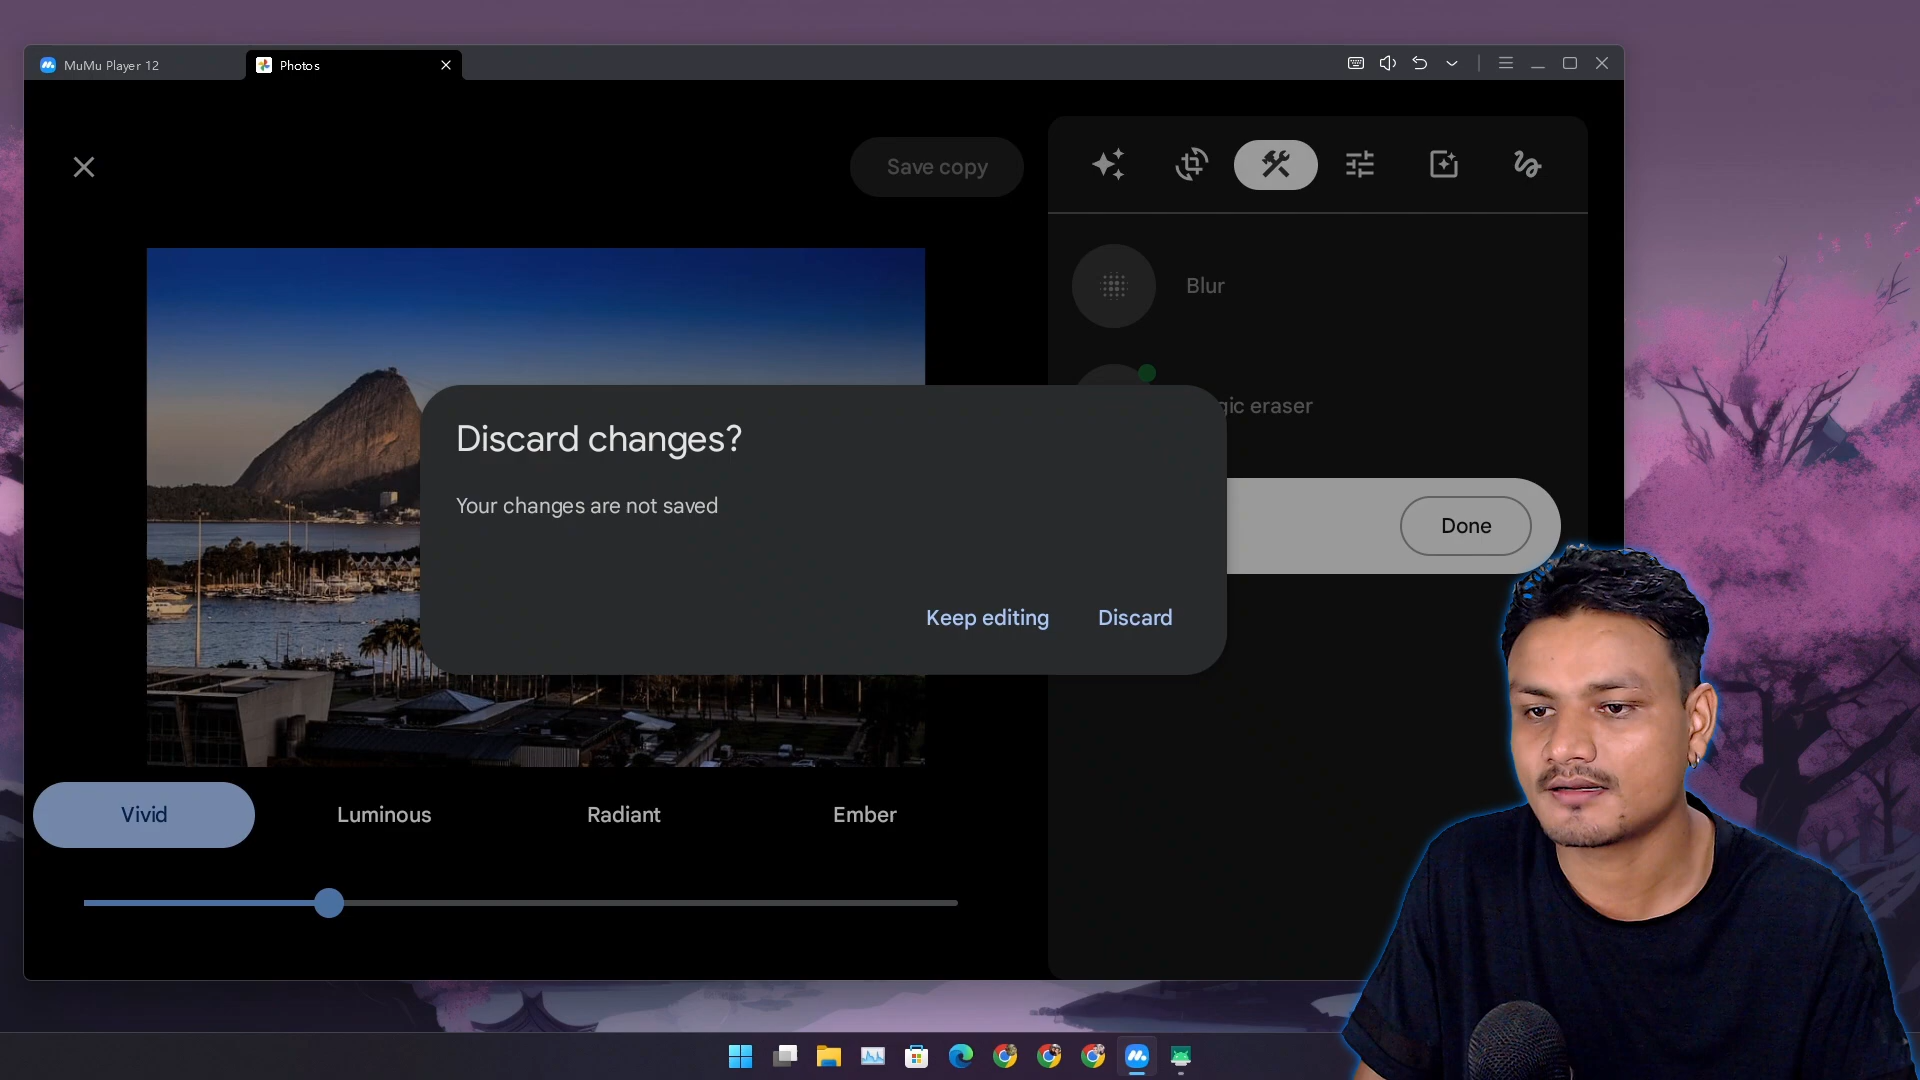 MuMu Player 12
Photos
Save copy
Blur
gic eraser
Discard changes?
Your changes are not saved
Done
Keep editing
Discard
Vivid
Luminous
Radiant
Ember